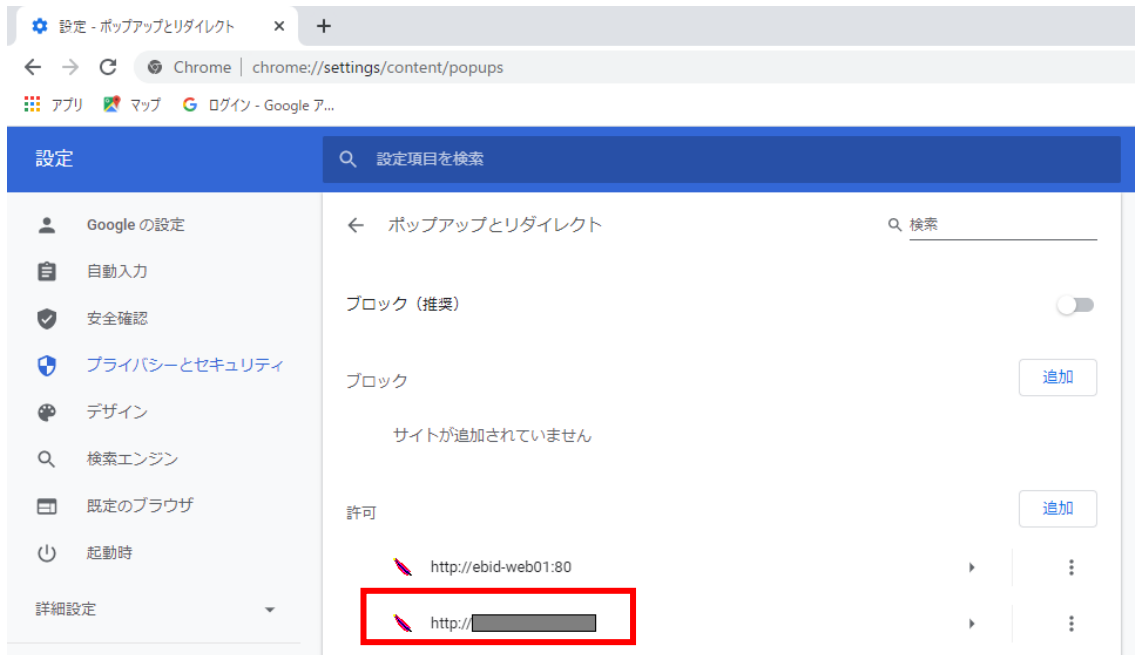 設定 - ポップアップとリダイレクト
Chrome | chrome://settings/content/popups
アプリ マップ ログイン - Google ア...
設定
設定項目を検索
Google の設定
自動入力
安全確認
プライバシーとセキュリティ
デザイン
検索エンジン
既定のブラウザ
起動時
詳細設定
ポップアップとリダイレクト
検索
ブロック（推奨）
ブロック
追加
サイトが追加されていません
許可
追加
http://ebid-web01:80
http://